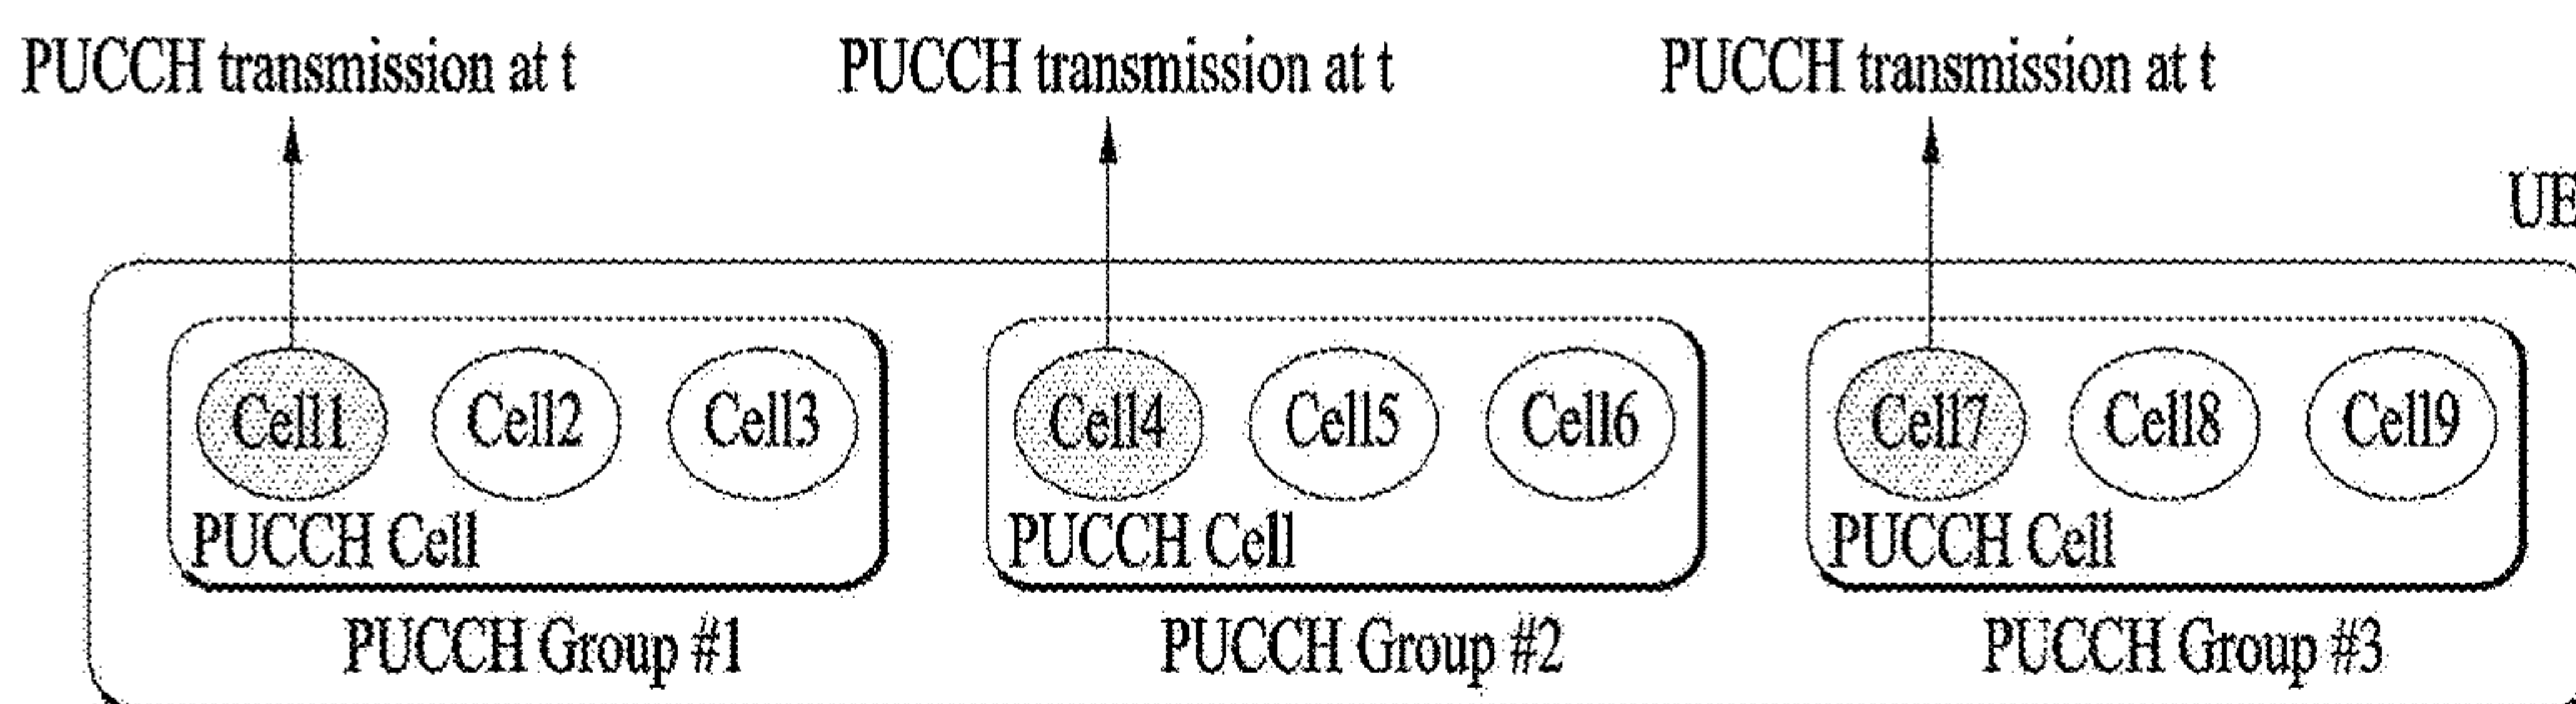 PUCCH transmission at t PUCCH transmission at t PUCCH transmission at t
UE
Cell1 Cell2 Cell3 Cell4 Cell5 Cell6 Cell7 Cell8 Cell9
PUCCH Cell PUCCH Cell PUCCH Cell
PUCCH Group #1 PUCCH Group #2 PUCCH Group #3